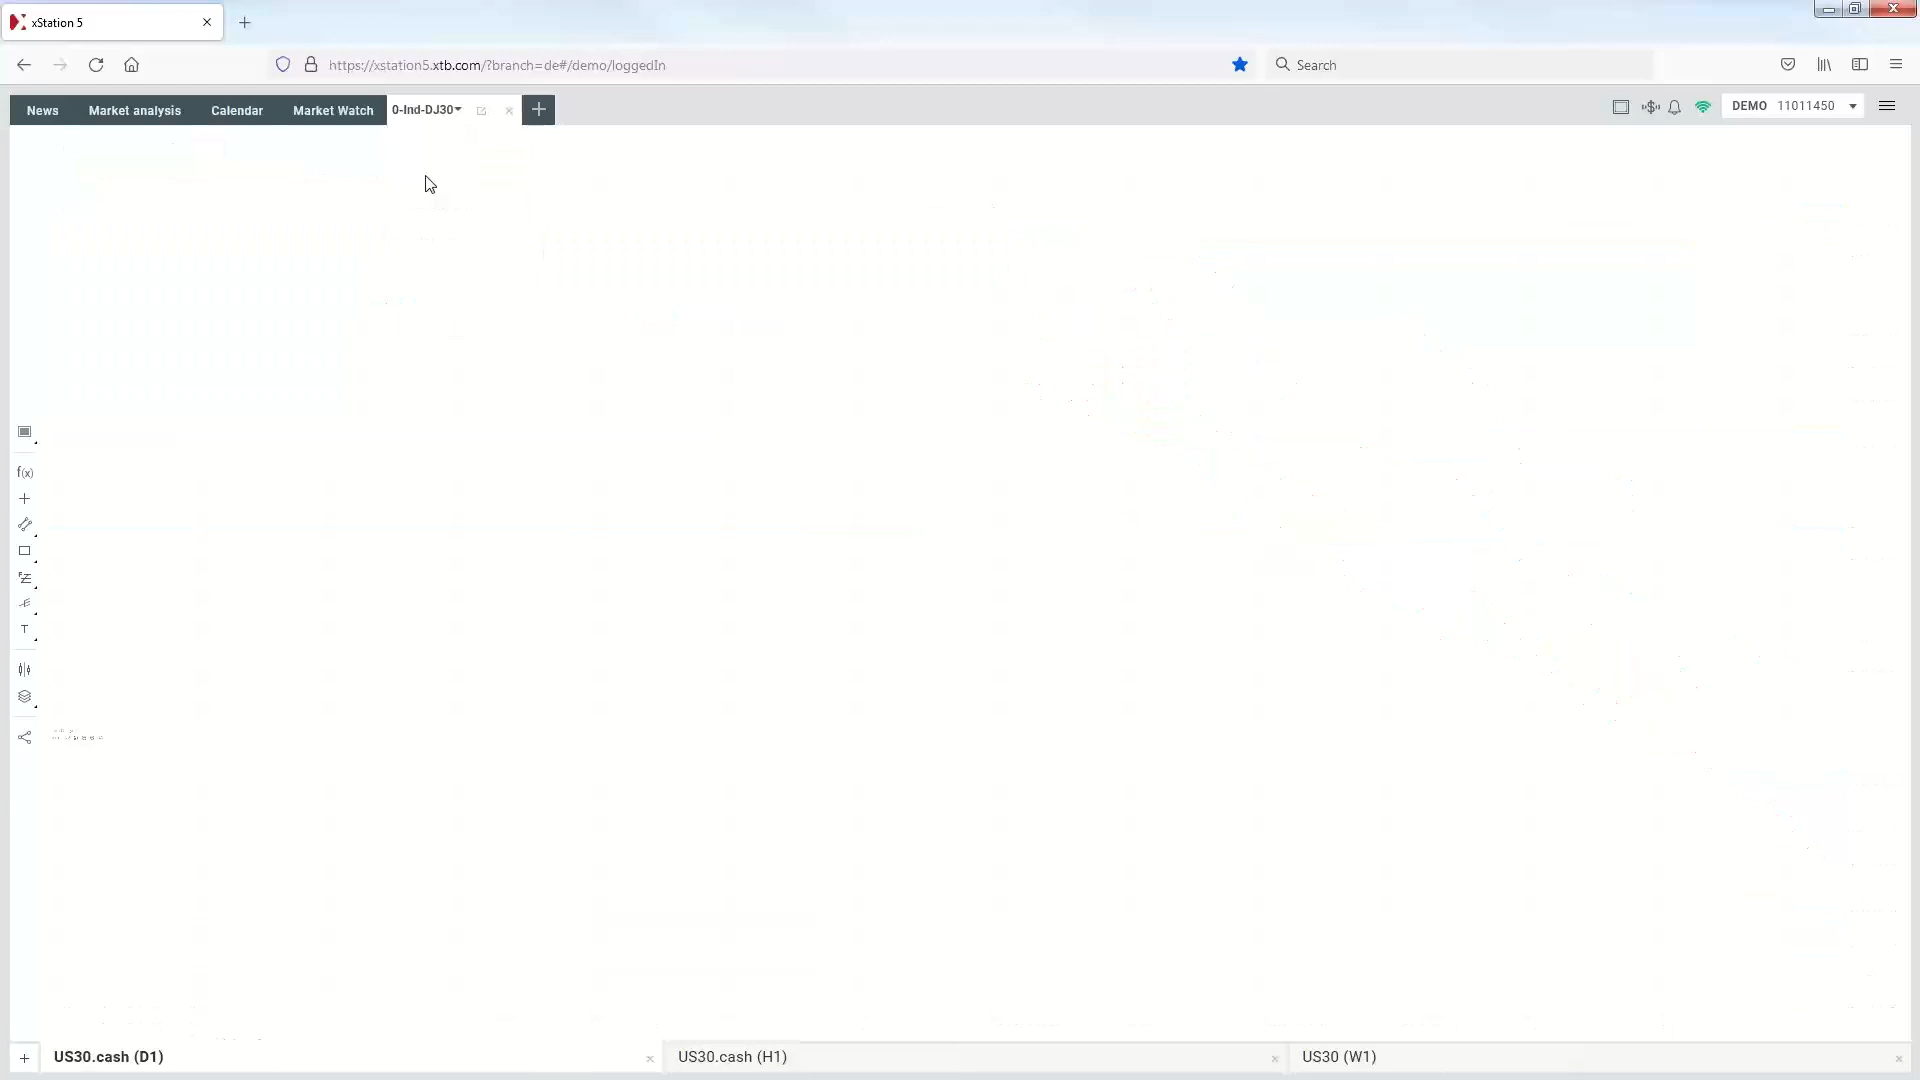 xStation 5
https://xstation5.xtb.com/?branch=de#/demo/loggedIn
Search
News
Market analysis
Calendar
Market Watch
0-Ind-DJ30
DEMO 11011450
f(x)
T
US30.cash (D1)
US30.cash (H1)
US30 (W1)